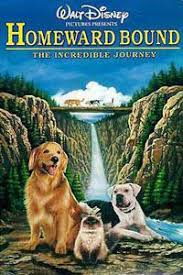 WALT DISNEY
PICTURES PRESENTS
HOMEWARD BOUND
THE INCREDIBLE JOURNEY